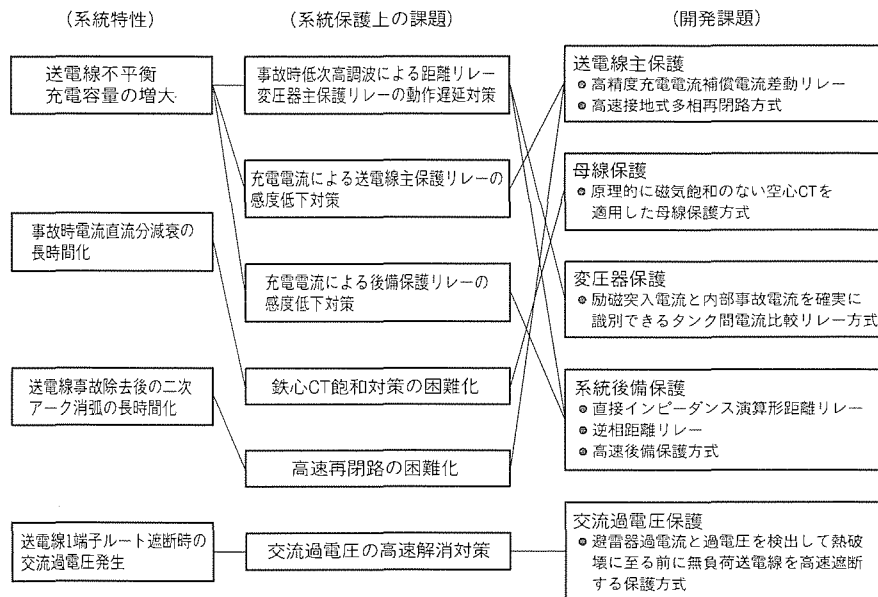 (系統特性)
(系統保護上の課題)
(開発課題)
送電線不平衡
充電容量の増大
事故時電流直流分減衰の
長時間化
送電線事故除去後の二次
アーク消弧の長時間化
送電線1端子ルート遮断時の
交流過電圧発生
事故時低次高調波による距離リレー
変圧器主保護リレーの動作遅延対策
充電電流による送電線主保護リレーの
感度低下対策
充電電流による後備保護リレーの
感度低下対策
鉄心CT飽和対策の困難化
高速再閉路の困難化
交流過電圧の高速解消対策
送電線主保護
● 高精度充電電流補償電流差動リレー
● 高速接地式多相再閉路方式
母線保護
● 原理的に磁気飽和のない空心CTを
適用した母線保護方式
変圧器保護
● 励磁突入電流と内部事故電流を確実に
識別できるタンク間電流比較リレー方式
系統後備保護
● 直接インピーダンス演算形距離リレー
● 逆相距離リレー
● 高速後備保護方式
交流過電圧保護
● 避雷器過電流と過電圧を検出して熱破
壊に至る前に無負荷送電線を高速遮断
する保護方式